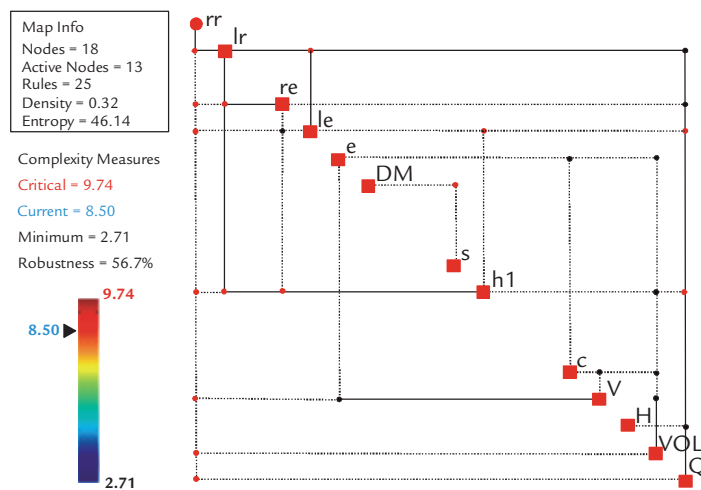 Map Info
Nodes = 18
Active Nodes = 13
Rules = 25
Density = 0.32
Entropy = 46.14
Complexity Measures
Critical = 9.74
Current = 8.50
Minimum = 2.71
Robustness = 56.7%
9.74
8.50
2.71
rr
lr
re
le
e
DM
s
h1
c
V
H
VOL
Q